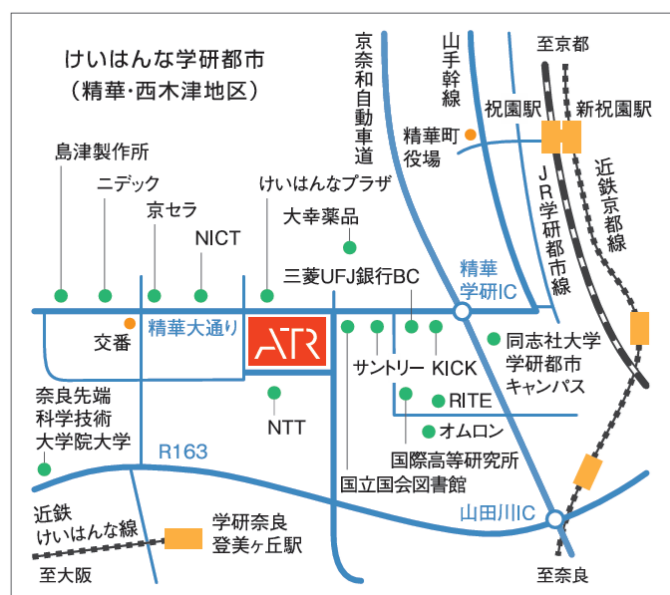 けいはんな学研都市
（精華・西木津地区）
京奈和自動車道
山手幹線
至京都
祝園駅
新祝園駅
精華町
役場
近鉄京都線
JR学研都市線
島津製作所
ニデック
京セラ
NICT
けいはんなプラザ
大幸薬品
三菱UFJ銀行BC
精華
学研IC
交番
精華大通り
ATR
サントリー
KICK
同志社大学
学研都市
キャンパス
奈良先端
科学技術
大学院大学
NTT
RITE
オムロン
国際高等研究所
国立国会図書館
R163
山田川IC
近鉄
けいはんな線
至大阪
学研奈良
登美ヶ丘駅
至奈良